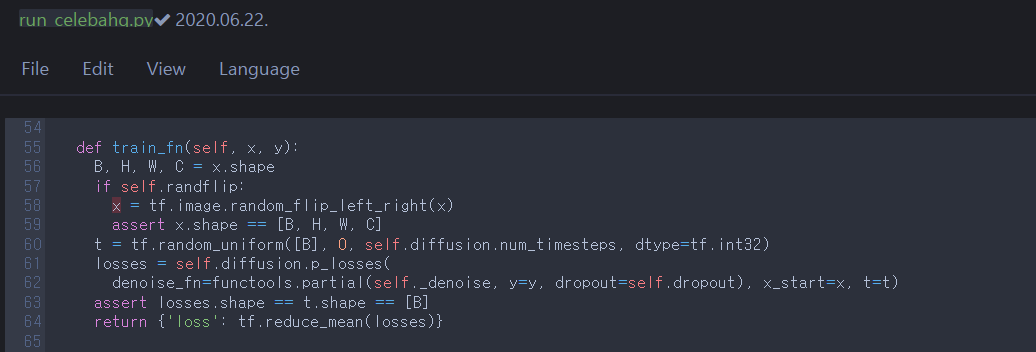 run_celebahq.py✔ 2020.06.22.
File Edit View Language
54
55 def train_fn(self, x, y):
56 B, H, W, C = x.shape
57 if self.randflip:
58 x = tf.image.random_flip_left_right(x)
59 assert x.shape == [B, H, W, C]
60 t = tf.random_uniform([B], 0, self.diffusion.num_timesteps, dtype=tf.int32)
61 losses = self.diffusion.p_losses(
62 denoise_fn=functools.partial(self._denoise, y=y, dropout=self.dropout), x_start=x, t=t)
63 assert losses.shape == t.shape == [B]
64 return {'loss': tf.reduce_mean(losses)}
65